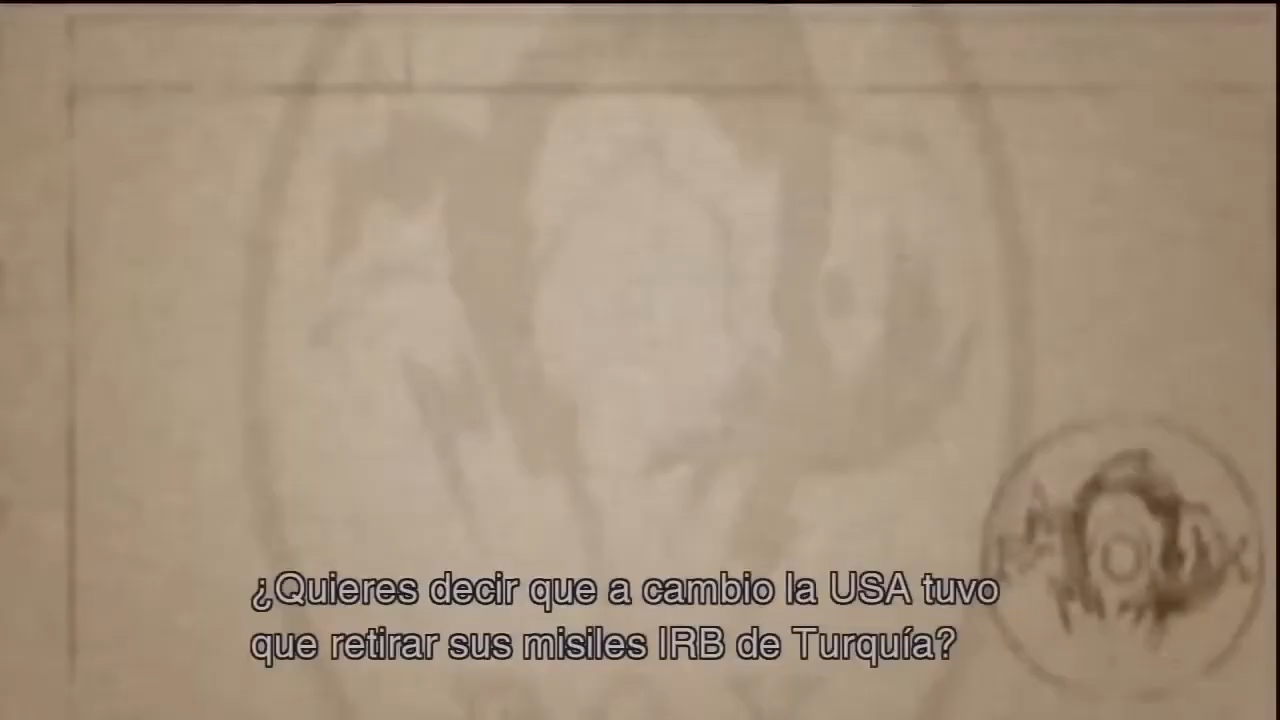 ¿Quieres decir que a cambio la USA tuvo
que retirar sus misiles IRB de Turquía?